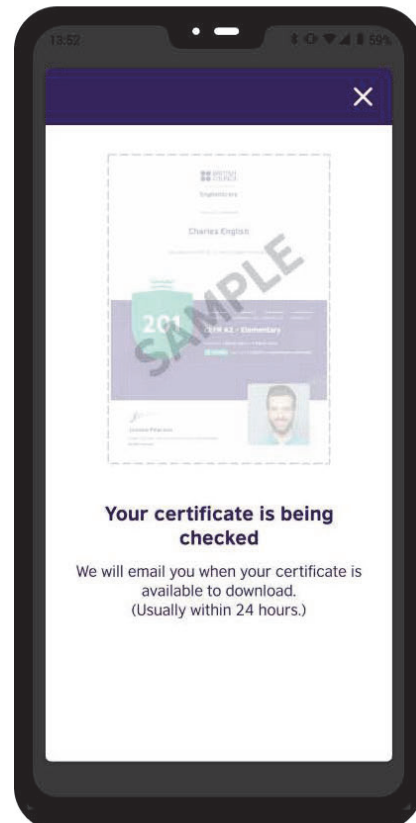 13:52
59%
BRITISH
COUNCIL
EnglishScore
Charles English
SAMPLE
201
CEFR A2 - Elementary
Your certificate is being
checked
We will email you when your certificate is
available to download.
(Usually within 24 hours.)